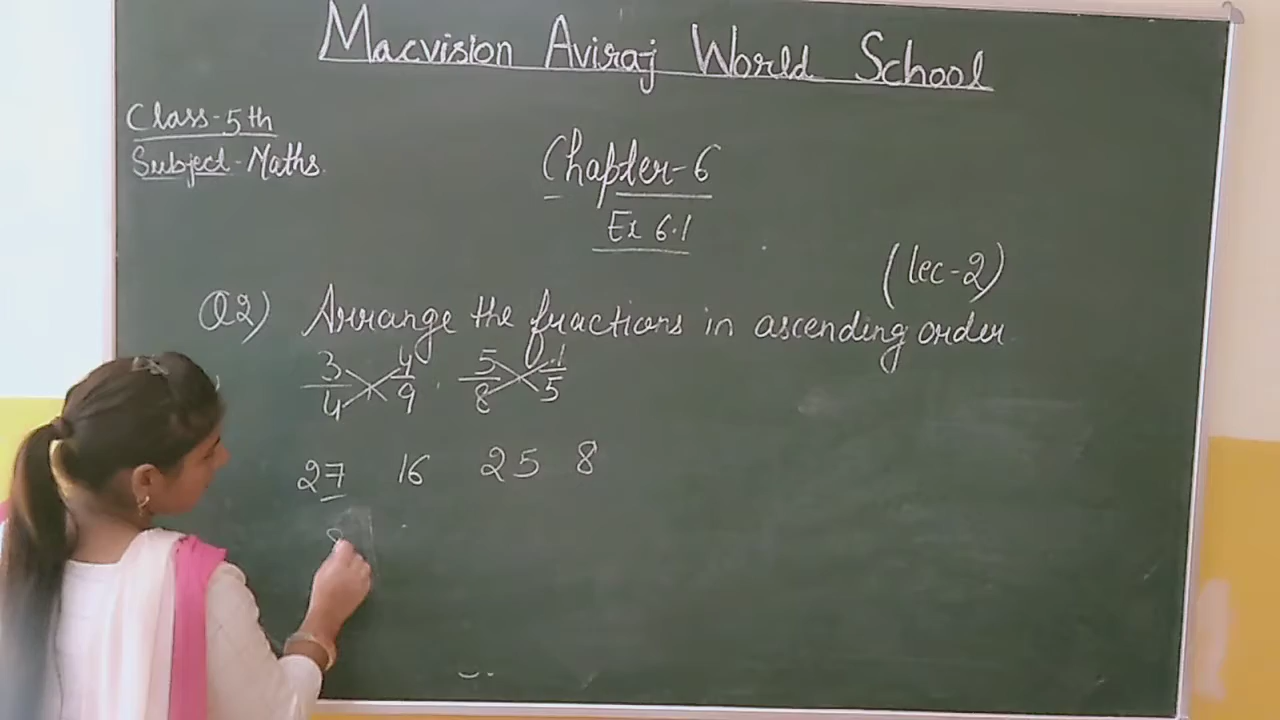 Macvision Aviraj World School
Class-5th
Subject-Maths.
Chapter-6
Ex 6.1
(lec-2)
Q2) Arrange the fractions in ascending order
3/4 4/9, 5/8 1/5
27 16 25 8
8